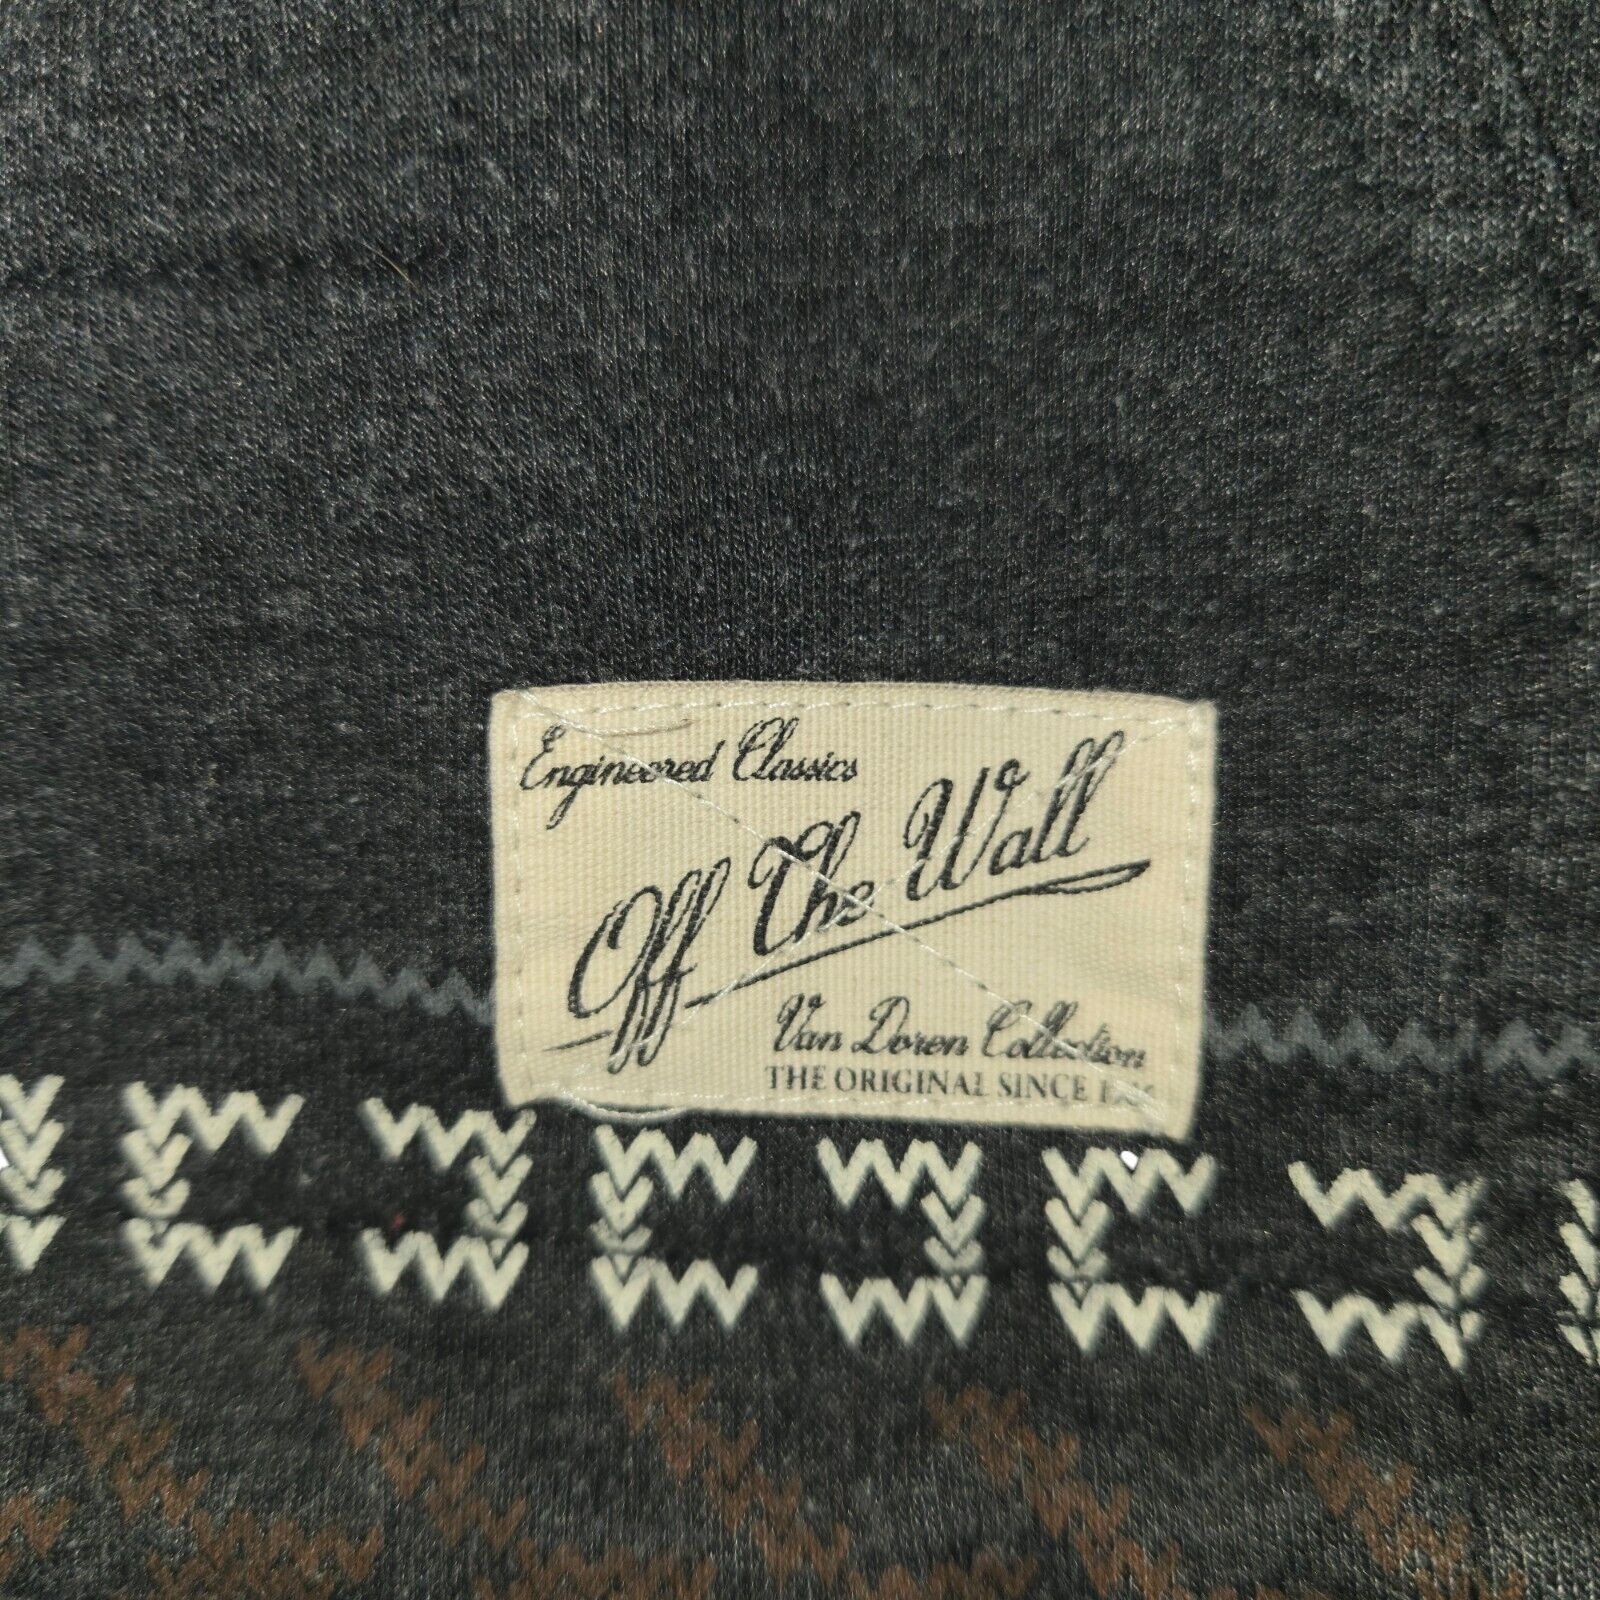 Engineered Classics
Off The Wall
Van Doren Collection
THE ORIGINAL SINCE